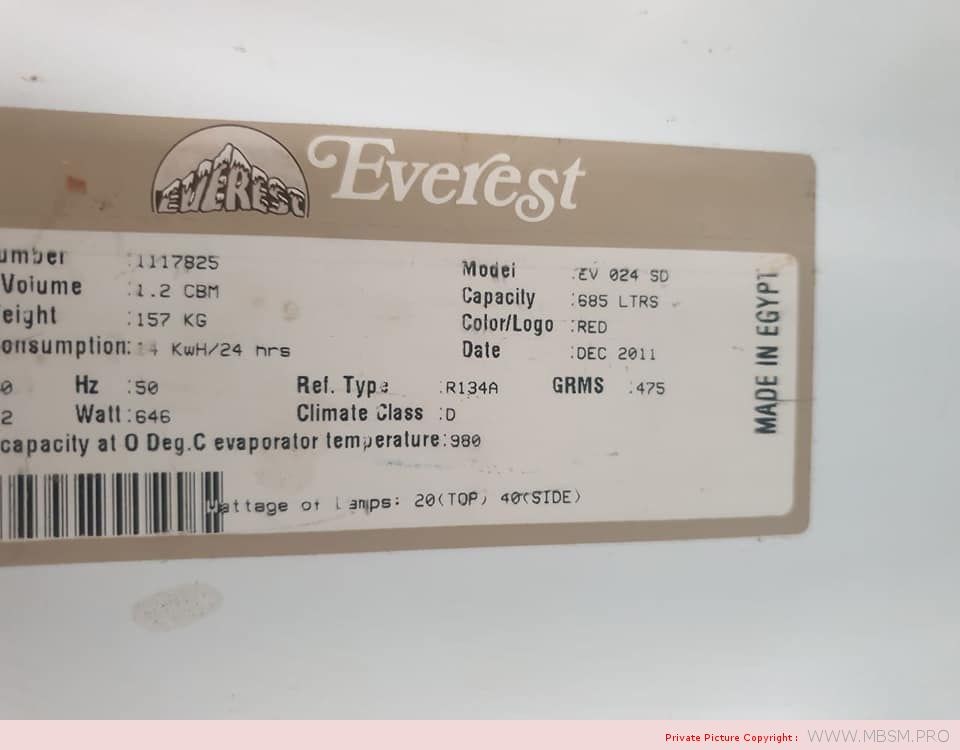 EVEREST Everest
umber :1117825 Model :EV 024 SD
Volume :1.2 CBM Capacity :685 LTRS
eight :157 KG Color/Logo :RED
onsumption: KwH/24 hrs Date :DEC 2011
0 Hz :50 Ref. Type :R134A GRMS :475
2 Watt:646 Climate Class :D
capacity at O Deg.C evaporator temperature:980
Wattage of Lamps: 20(TOP) 40(SIDE)
MADE IN EGYPT
Private Picture Copyright : WWW.MBSM.PRO